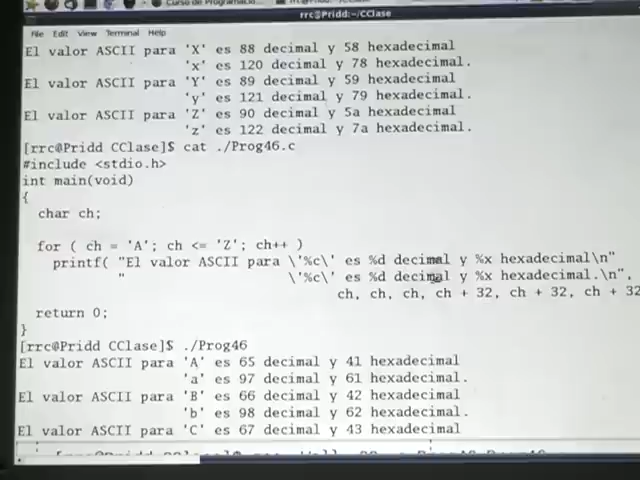 Curso de Programació
rrc@Pridd:~/CClase
File Edit View Terminal Help
El valor ASCII para 'X' es 88 decimal y 58 hexadecimal
'x' es 120 decimal y 78 hexadecimal.
El valor ASCII para 'Y' es 89 decimal y 59 hexadecimal
'y' es 121 decimal y 79 hexadecimal.
El valor ASCII para 'Z' es 90 decimal y 5a hexadecimal
'z' es 122 decimal y 7a hexadecimal.
[rrc@Pridd CClase]$ cat ./Prog46.c
#include <stdio.h>
int main(void)
{
char ch;
for ( ch = 'A'; ch <= 'Z'; ch++ )
printf( "El valor ASCII para \'%c\' es %d decimal y %x hexadecimal\n"
" \'%c\' es %d decimal y %x hexadecimal.\n",
ch, ch, ch, ch + 32, ch + 32, ch + 32
return 0;
}
[rrc@Pridd CClase]$ ./Prog46
El valor ASCII para 'A' es 65 decimal y 41 hexadecimal
'a' es 97 decimal y 61 hexadecimal.
El valor ASCII para 'B' es 66 decimal y 42 hexadecimal
'b' es 98 decimal y 62 hexadecimal.
El valor ASCII para 'C' es 67 decimal y 43 hexadecimal